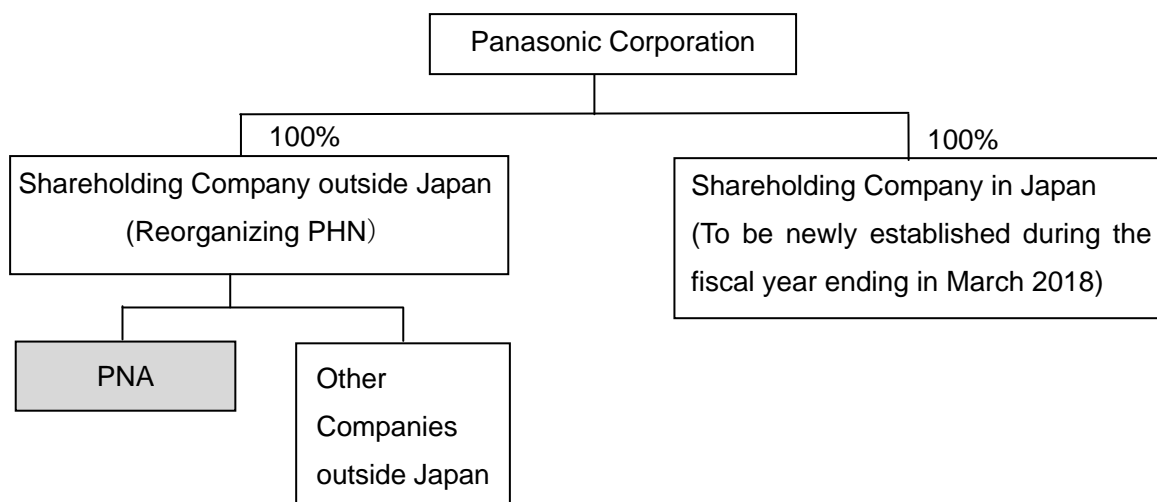 Panasonic Corporation
100%
100%
Shareholding Company outside Japan
(Reorganizing PHN）
Shareholding Company in Japan
(To be newly established during the
fiscal year ending in March 2018)
PNA
Other
Companies
outside Japan